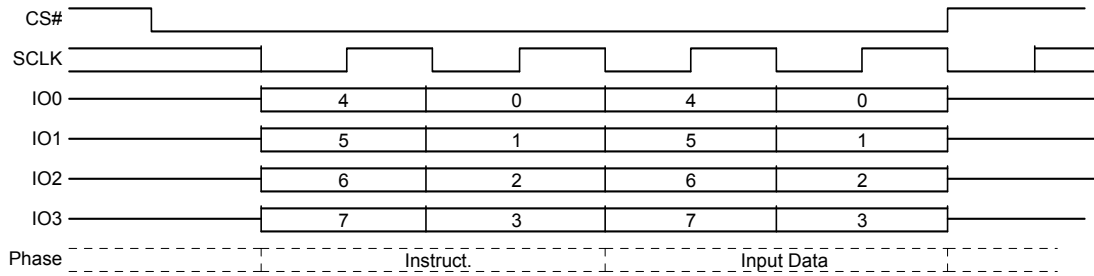 CS#
SCLK
IO0 4 0 4 0
IO1 5 1 5 1
IO2 6 2 6 2
IO3 7 3 7 3
Phase Instruct. Input Data